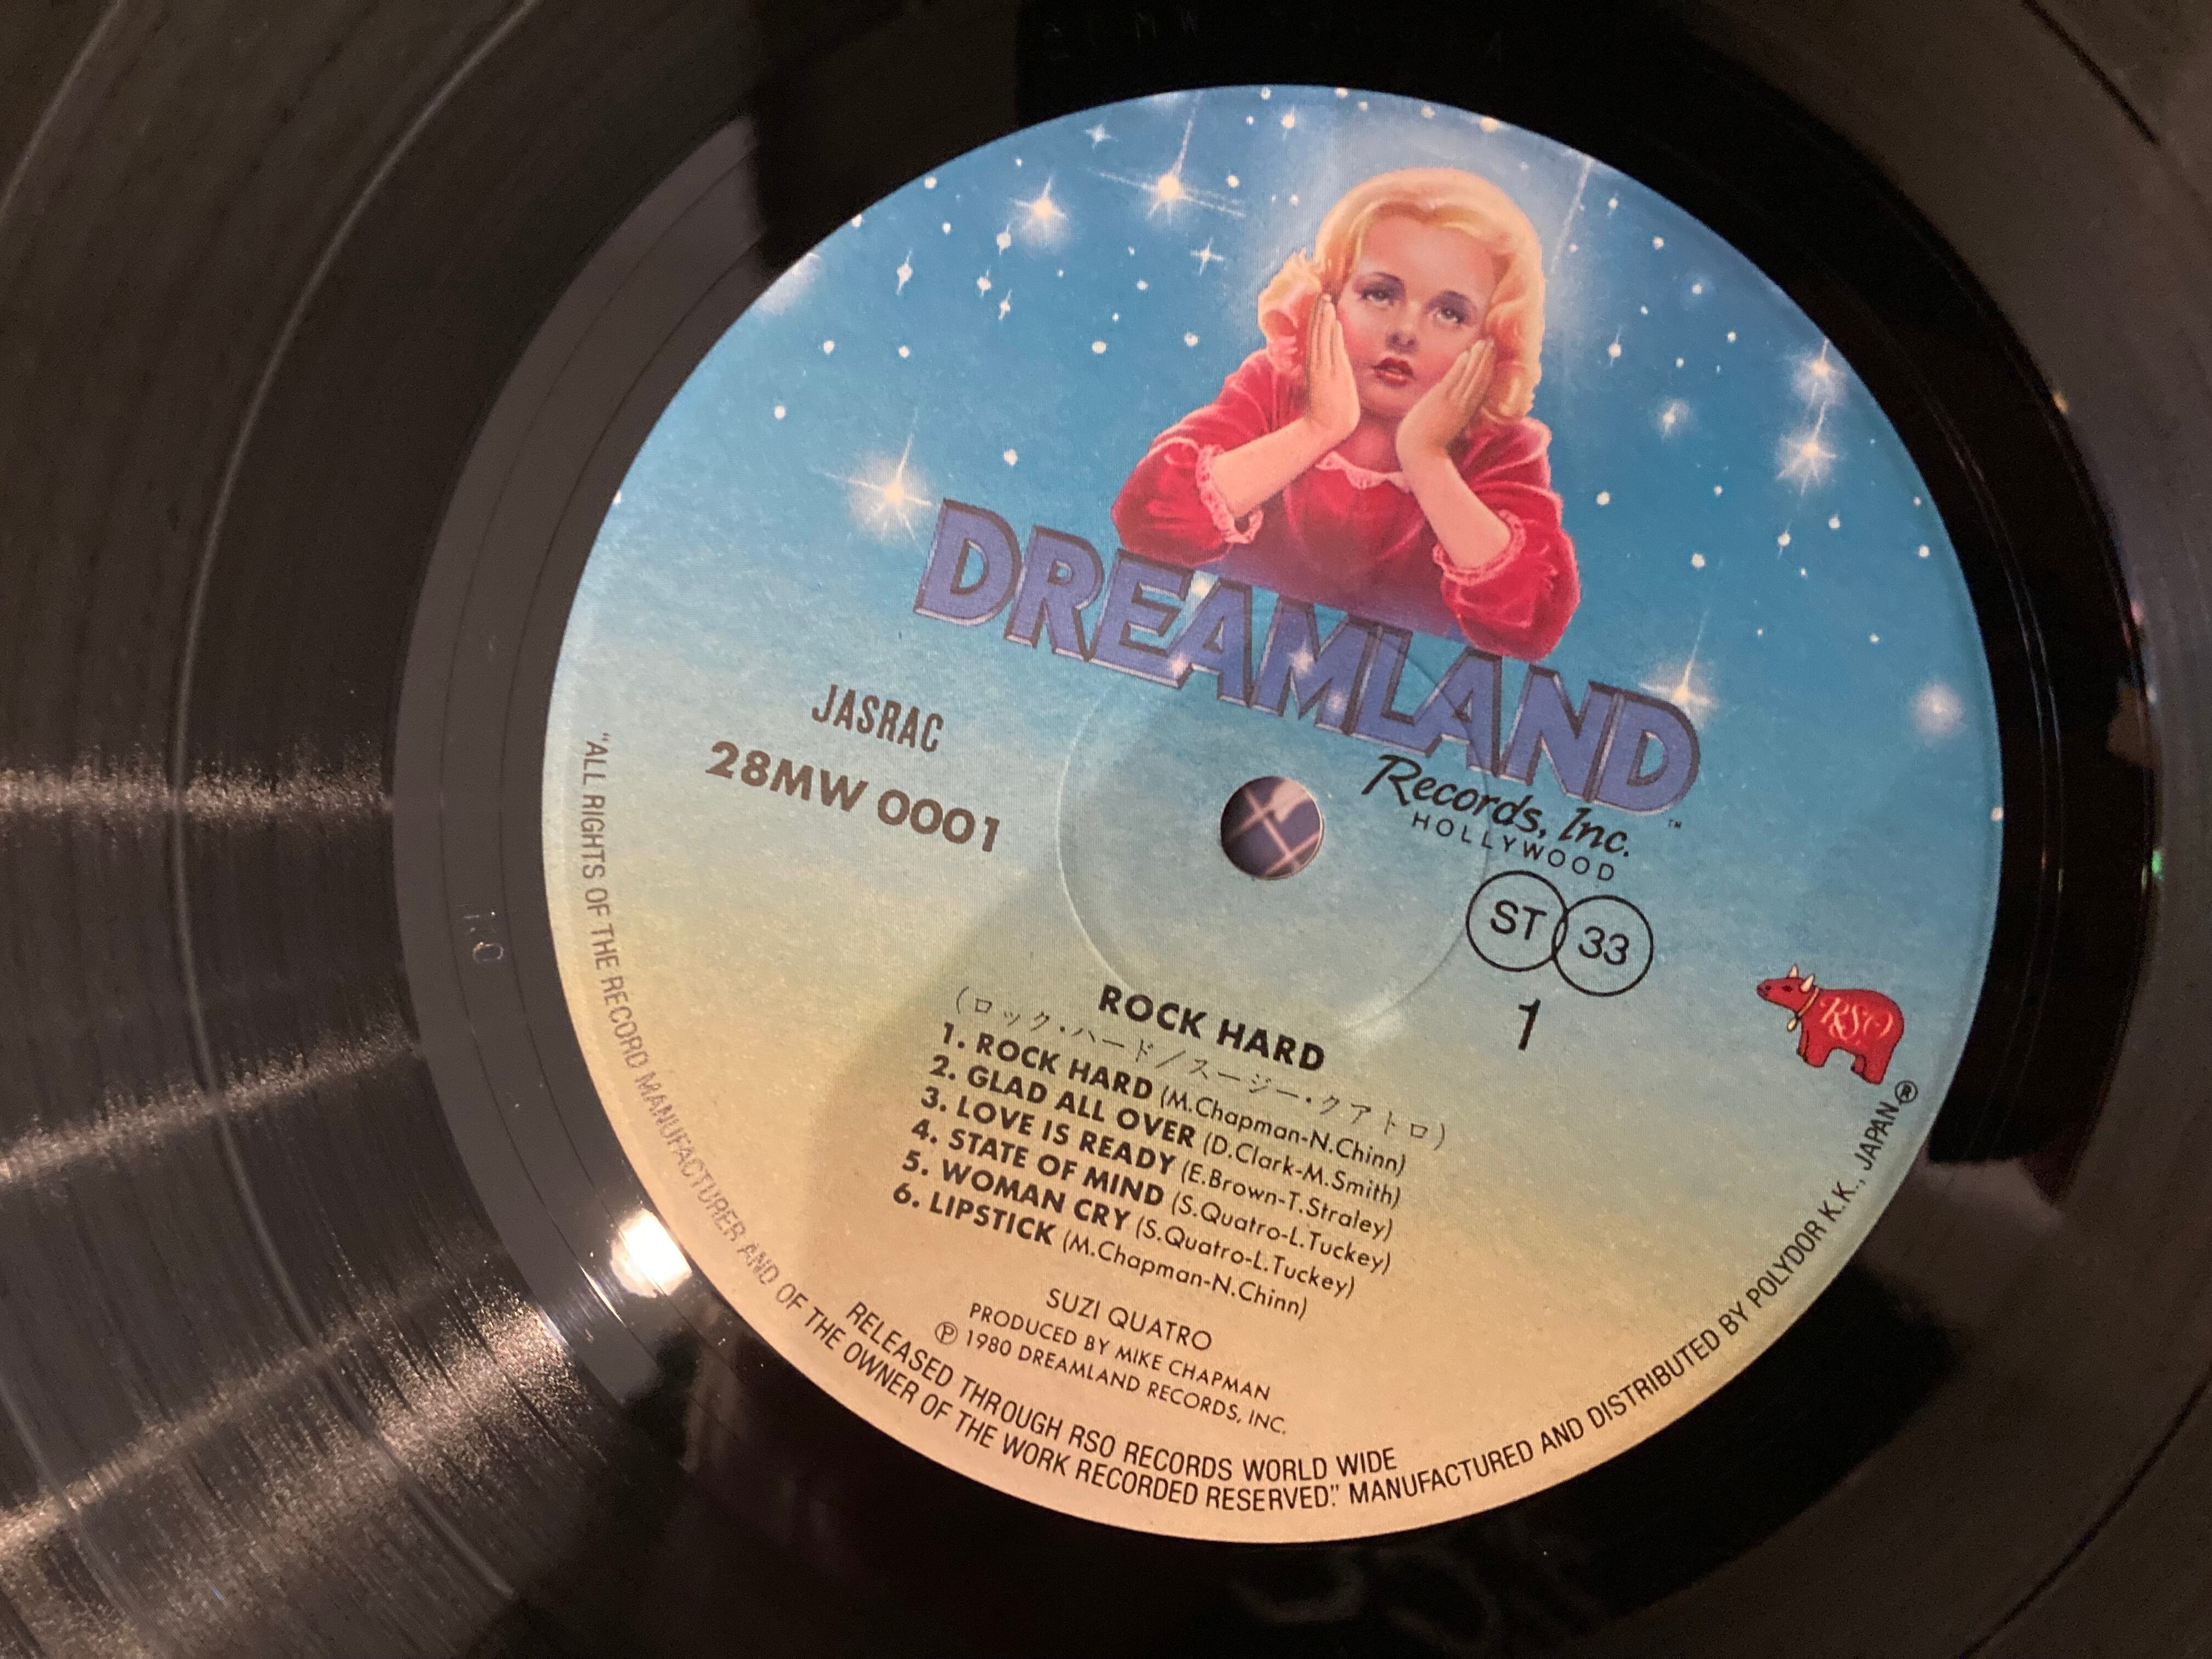 DREAMLAND
™
Records, Inc.
HOLLYWOOD
JASRAC
28MW 0001
ST 33
1
RSO
®
ROCK HARD
(ロック・ハード/スージー・クアトロ)
1. ROCK HARD (M.Chapman-N.Chinn)
2. GLAD ALL OVER (D.Clark-M.Smith)
3. LOVE IS READY (E.Brown-T.Straley)
4. STATE OF MIND (S.Quatro-L.Tuckey)
5. WOMAN CRY (S.Quatro-L.Tuckey)
6. LIPSTICK (M.Chapman-N.Chinn)
SUZI QUATRO
PRODUCED BY MIKE CHAPMAN
Ⓟ 1980 DREAMLAND RECORDS, INC.
RELEASED THROUGH RSO RECORDS WORLD WIDE
"ALL RIGHTS OF THE RECORD MANUFACTURER AND OF THE OWNER OF THE WORK RECORDED RESERVED." MANUFACTURED AND DISTRIBUTED BY POLYDOR K.K., JAPAN